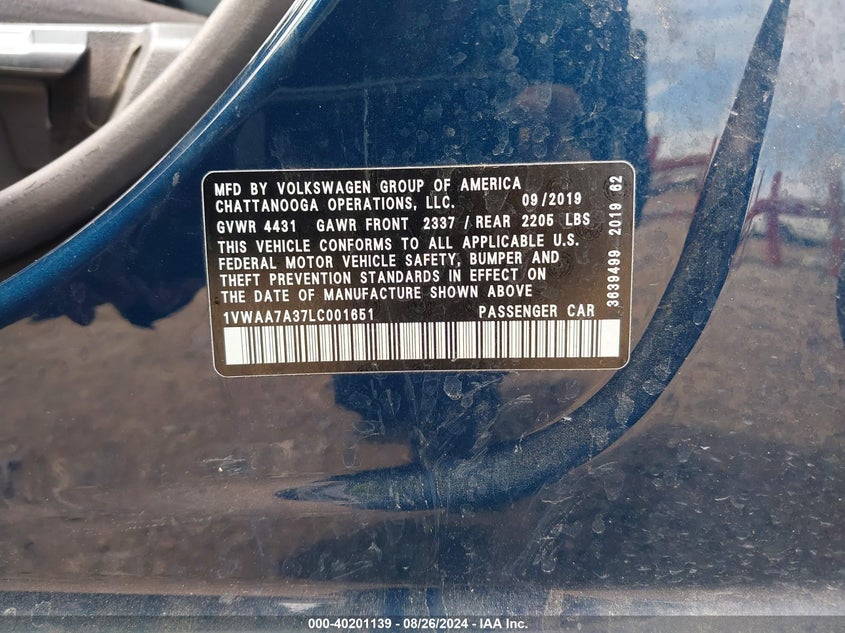 MFD BY VOLKSWAGEN GROUP OF AMERICA
CHATTANOOGA OPERATIONS, LLC. 09/2019
GVWR 4431 GAWR FRONT 2337/REAR 2205 LBS
THIS VEHICLE CONFORMS TO ALL APPLICABLE U.S.
FEDERAL MOTOR VEHICLE SAFETY, BUMPER AND
THEFT PREVENTION STANDARDS IN EFFECT ON
THE DATE OF MANUFACTURE SHOWN ABOVE
1VWAA7A37LC001651 PASSENGER CAR
3639499 2019 62
000-40201139 - 08/26/2024 - IAA Inc.